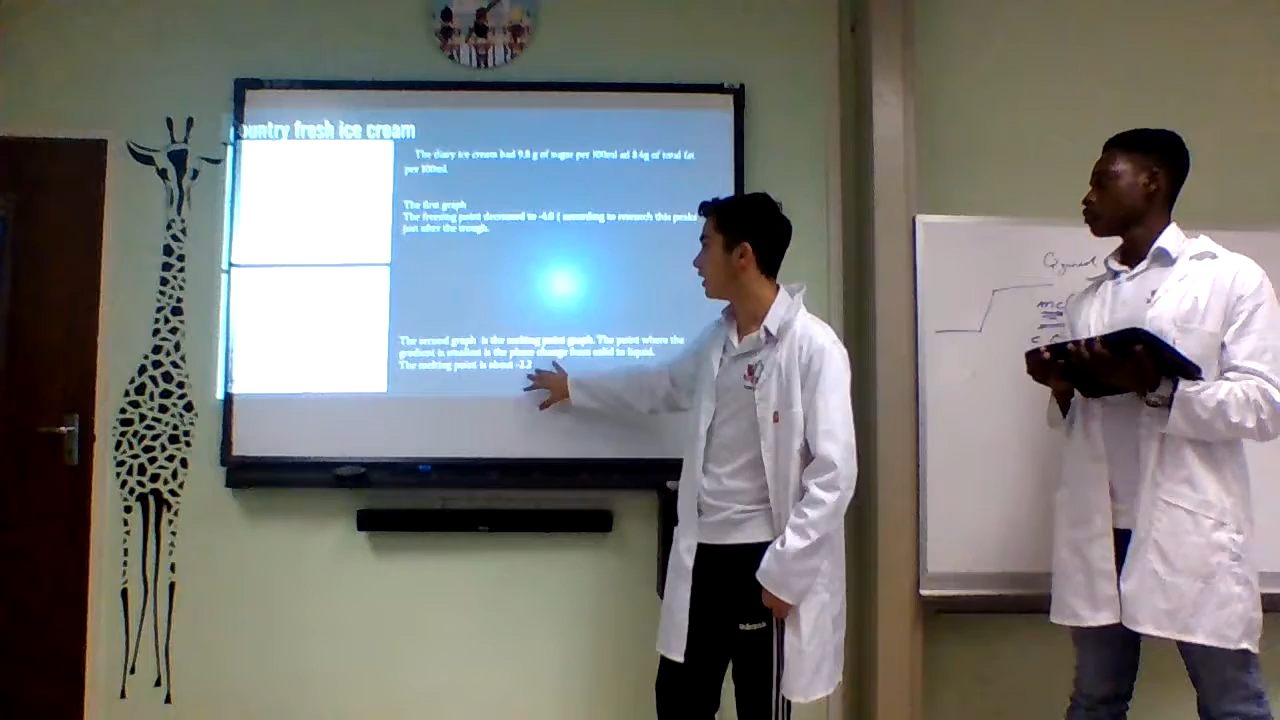 ountry fresh ice cream
The diary ice cream had 9.8 g of sugar per 100ml ad 8.4g of total fat
per 100ml.
The first graph
The freezing point decreased to -4.0 ( according to research this peaks
just after the trough.
The second graph is the melting point graph. The point where the
gradient is smallest is the phase change from solid to liquid.
The melting point is about -2.2
adidas